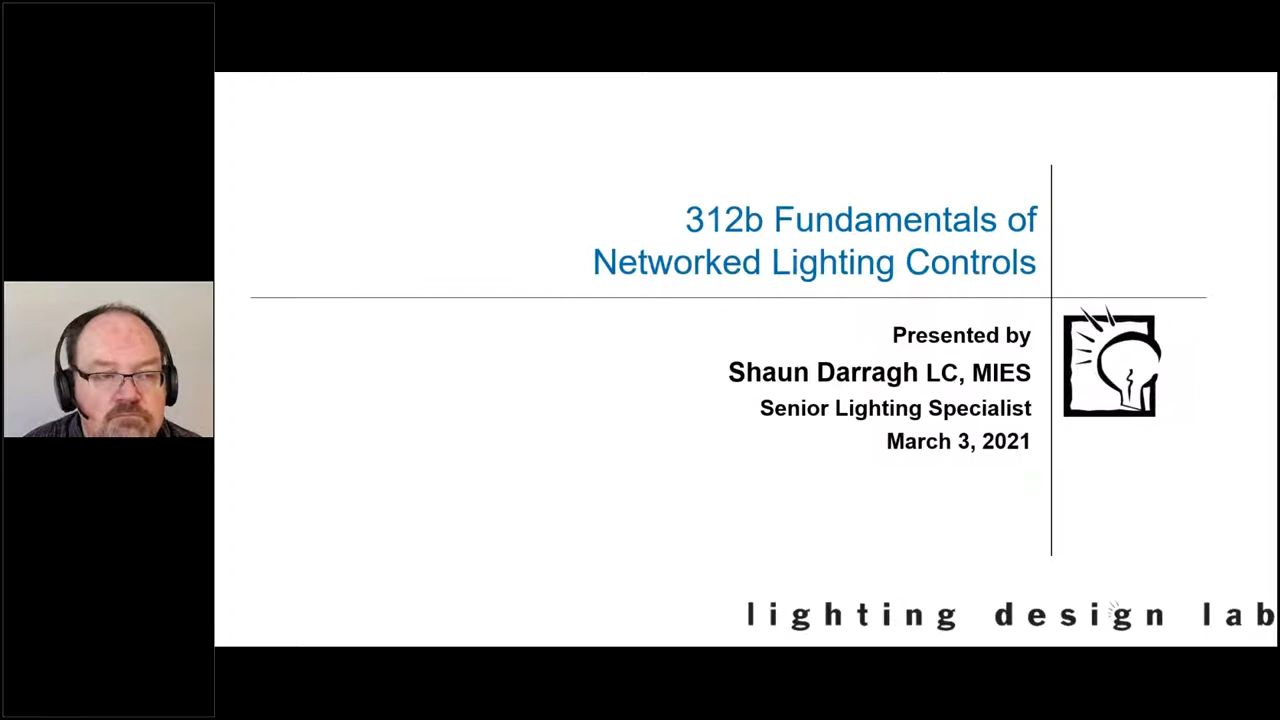 312b Fundamentals of
Networked Lighting Controls
Presented by
Shaun Darragh LC, MIES
Senior Lighting Specialist
March 3, 2021
lighting design lab